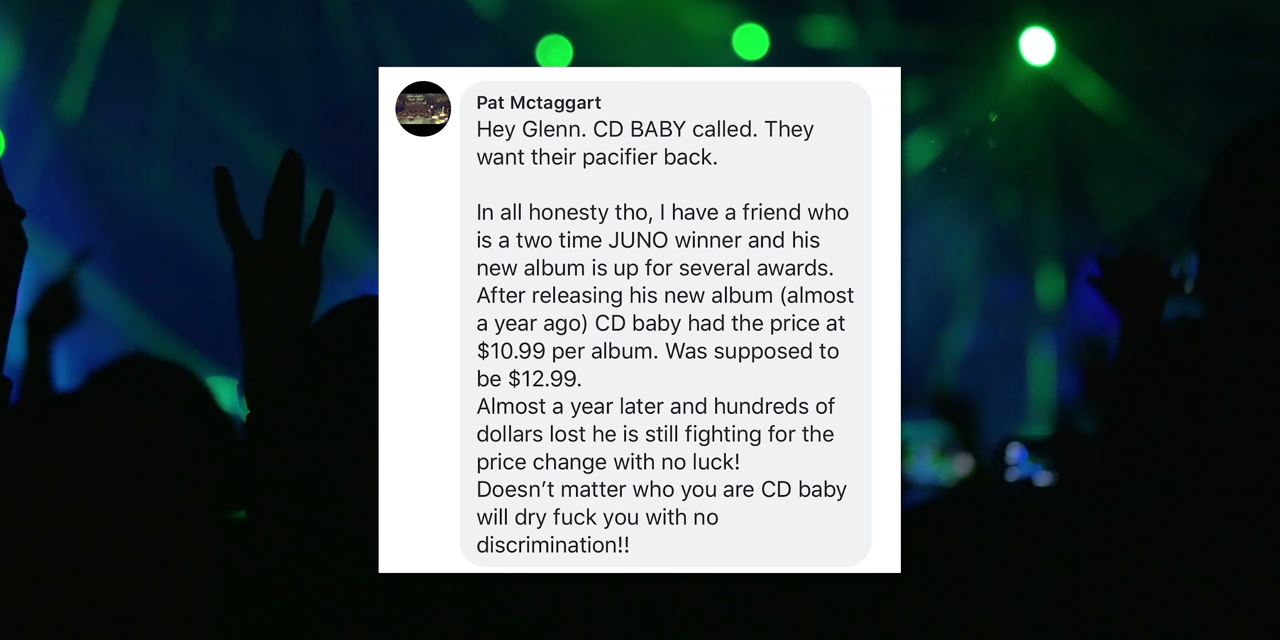 Pat Mctaggart
Hey Glenn. CD BABY called. They
want their pacifier back.
In all honesty tho, I have a friend who
is a two time JUNO winner and his
new album is up for several awards.
After releasing his new album (almost
a year ago) CD baby had the price at
$10.99 per album. Was supposed to
be $12.99.
Almost a year later and hundreds of
dollars lost he is still fighting for the
price change with no luck!
Doesn’t matter who you are CD baby
will dry fuck you with no
discrimination!!